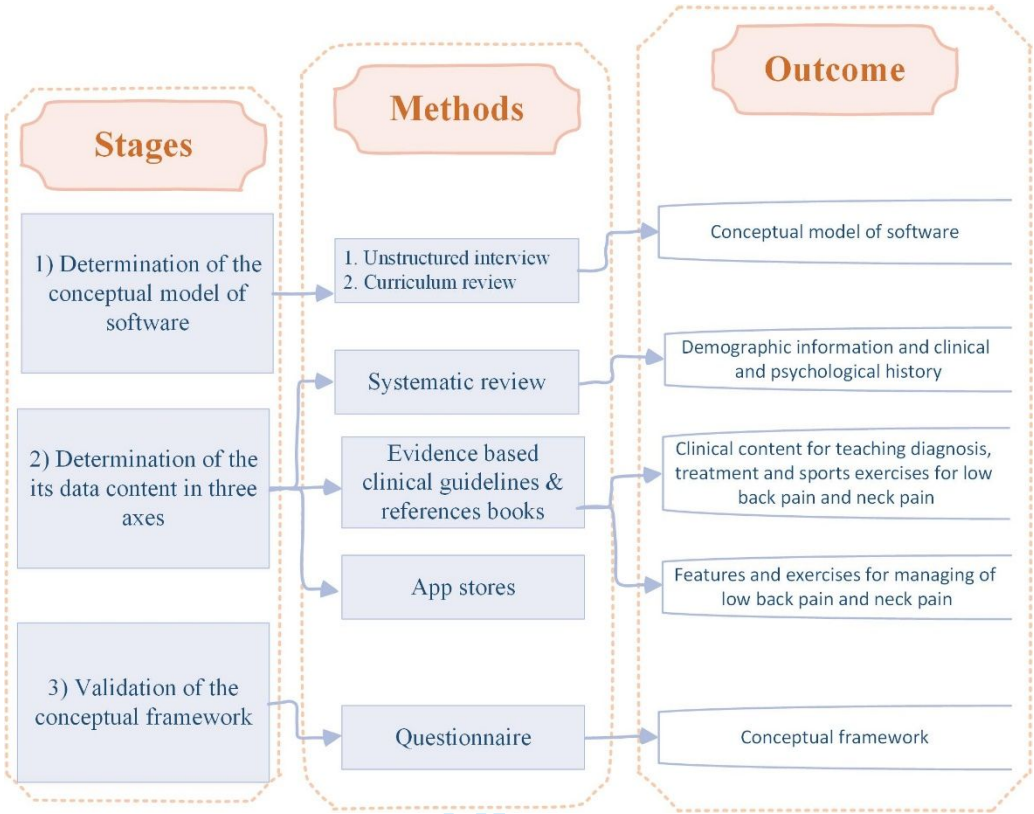 Stages
1) Determination of the
conceptual model of
software
2) Determination of the
its data content in three
axes
3) Validation of the
conceptual framework
Methods
1. Unstructured interview
2. Curriculum review
Systematic review
Evidence based
clinical guidelines &
references books
App stores
Questionnaire
Outcome
Conceptual model of software
Demographic information and clinical
and psychological history
Clinical content for teaching diagnosis,
treatment and sports exercises for low
back pain and neck pain
Features and exercises for managing of
low back pain and neck pain
Conceptual framework